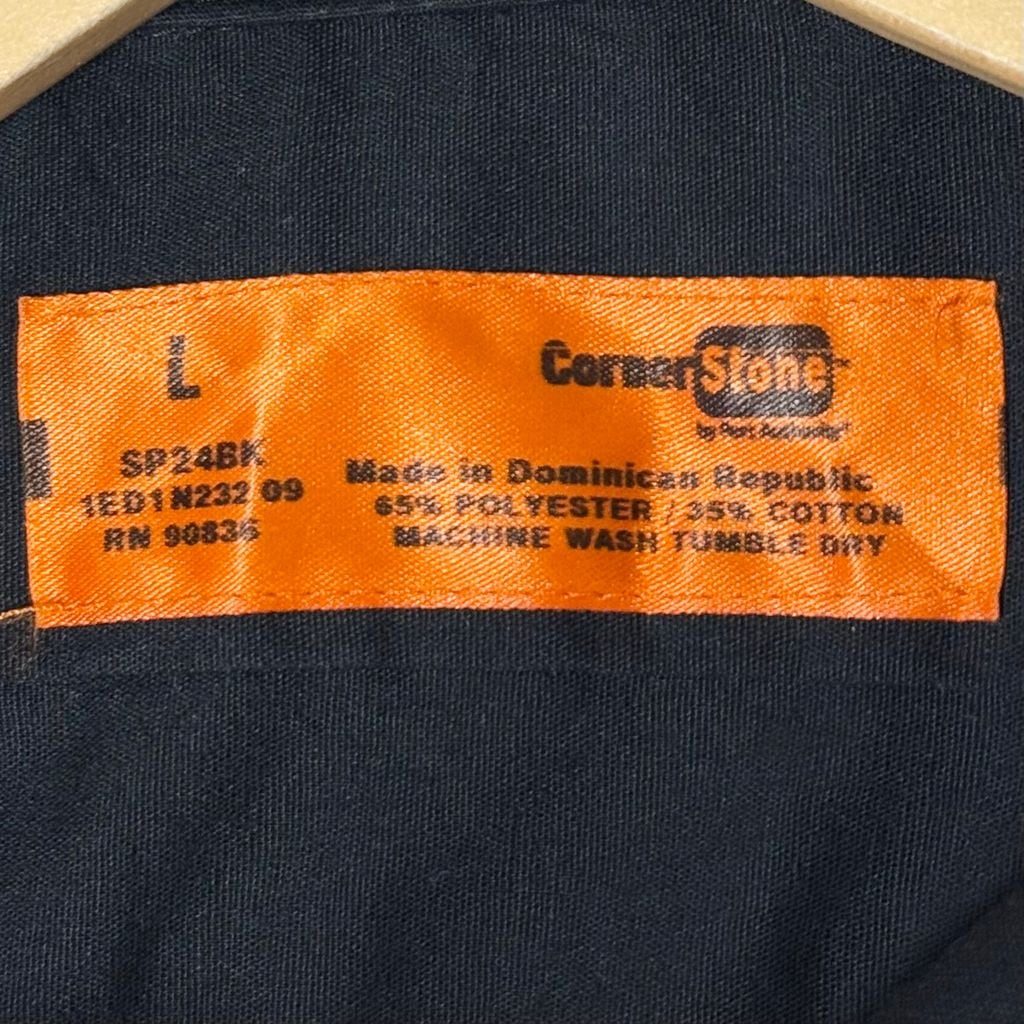 L
CornerStone™
by Port Authority®
SP24BK
1ED1N232 09
RN 90836
Made in Dominican Republic
65% POLYESTER / 35% COTTON
MACHINE WASH TUMBLE DRY